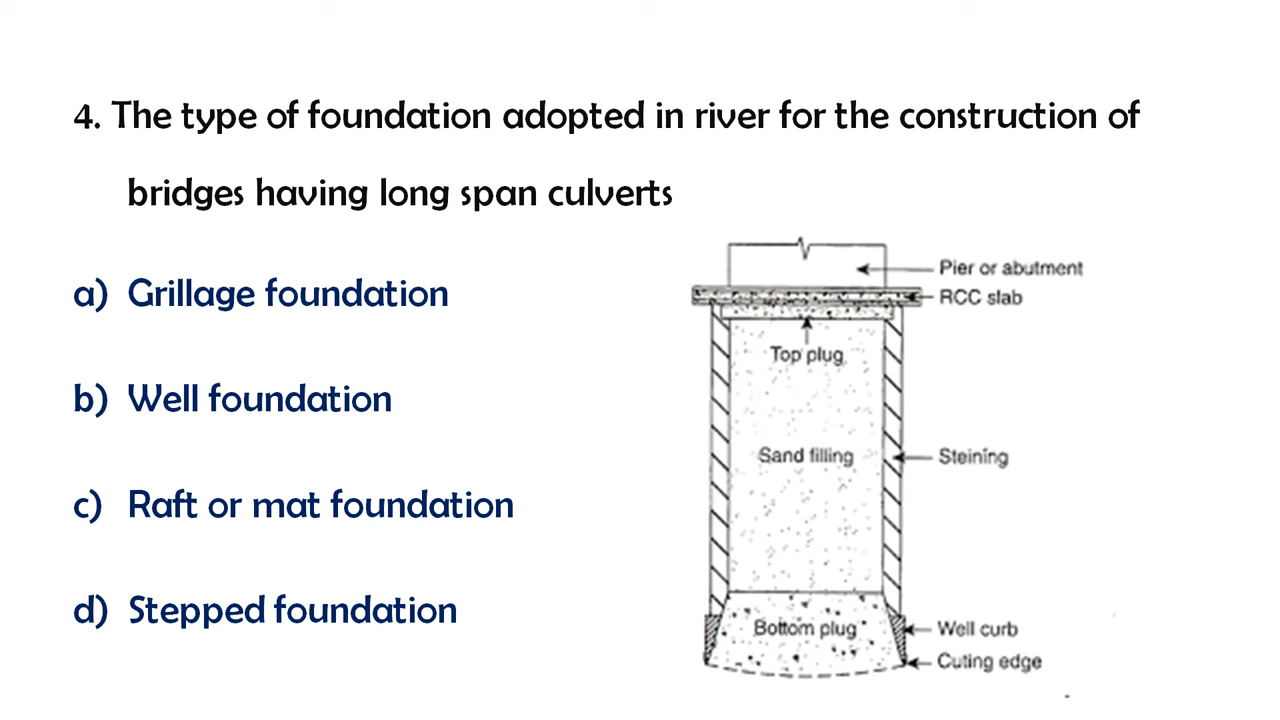 4. The type of foundation adopted in river for the construction of
bridges having long span culverts
a) Grillage foundation
b) Well foundation
c) Raft or mat foundation
d) Stepped foundation
Pier or abutment
RCC slab
Top plug
Sand filling
Steining
Bottom plug
Well curb
Cuting edge